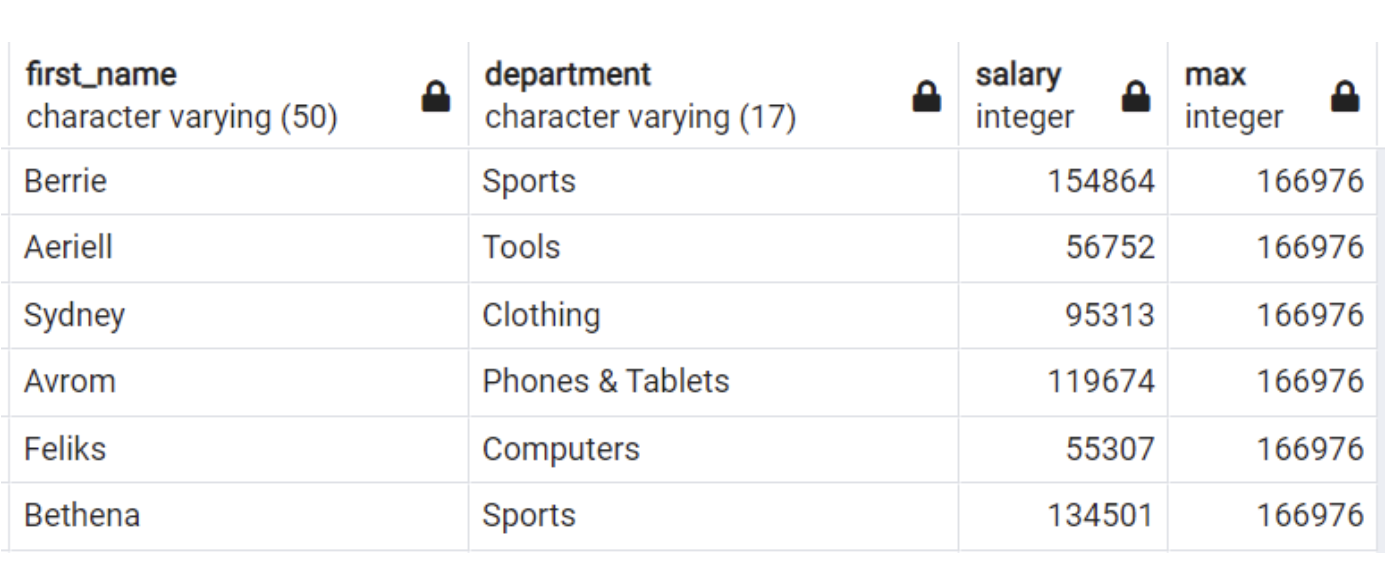 first_name department salary max
character varying (50) character varying (17) integer integer
Berrie Sports 154864 166976
Aeriell Tools 56752 166976
Sydney Clothing 95313 166976
Avrom Phones & Tablets 119674 166976
Feliks Computers 55307 166976
Bethena Sports 134501 166976